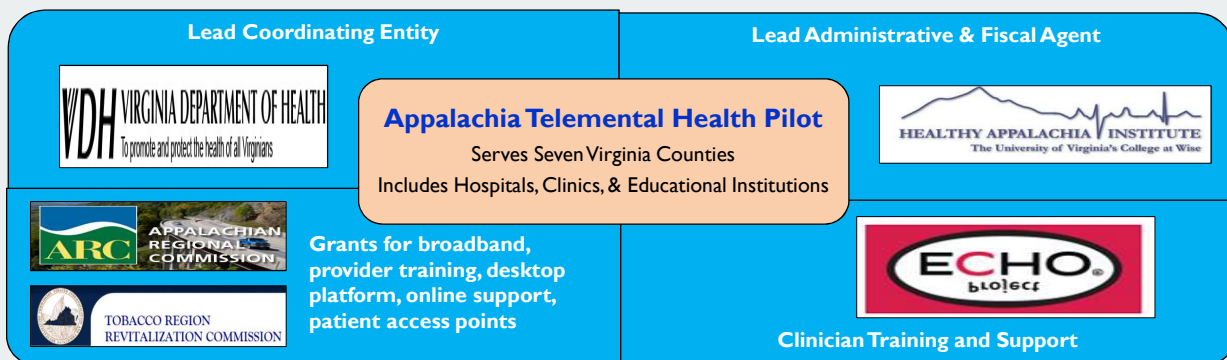 Lead Coordinating Entity
VDH VIRGINIA DEPARTMENT OF HEALTH
To promote and protect the health of all Virginians
Lead Administrative & Fiscal Agent
HEALTHY APPALACHIA INSTITUTE
The University of Virginia's College at Wise
Appalachia Telemental Health Pilot
Serves Seven Virginia Counties
Includes Hospitals, Clinics, & Educational Institutions
ARC
APPALACHIAN
REGIONAL
COMMISSION
TOBACCO REGION
REVITALIZATION COMMISSION
Grants for broadband,
provider training, desktop
platform, online support,
patient access points
ECHO®
project
Clinician Training and Support